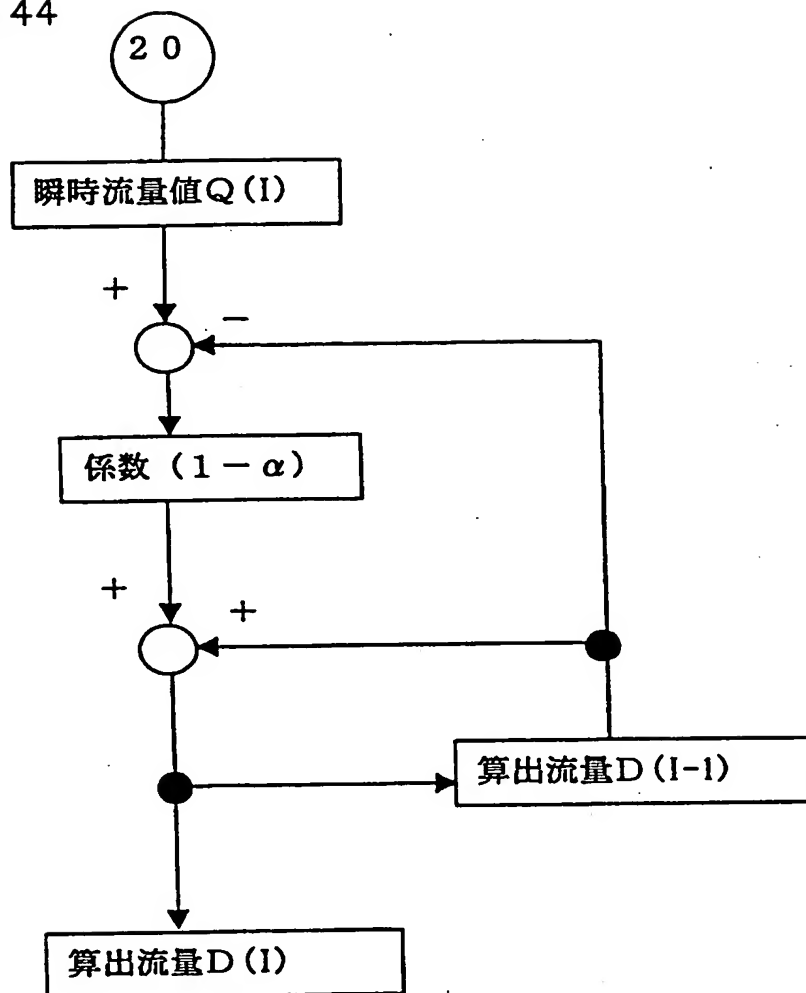 44
２０
瞬時流量値Q(I)
+
−
係数（１−α）
+
+
算出流量D(I-1)
算出流量D(I)